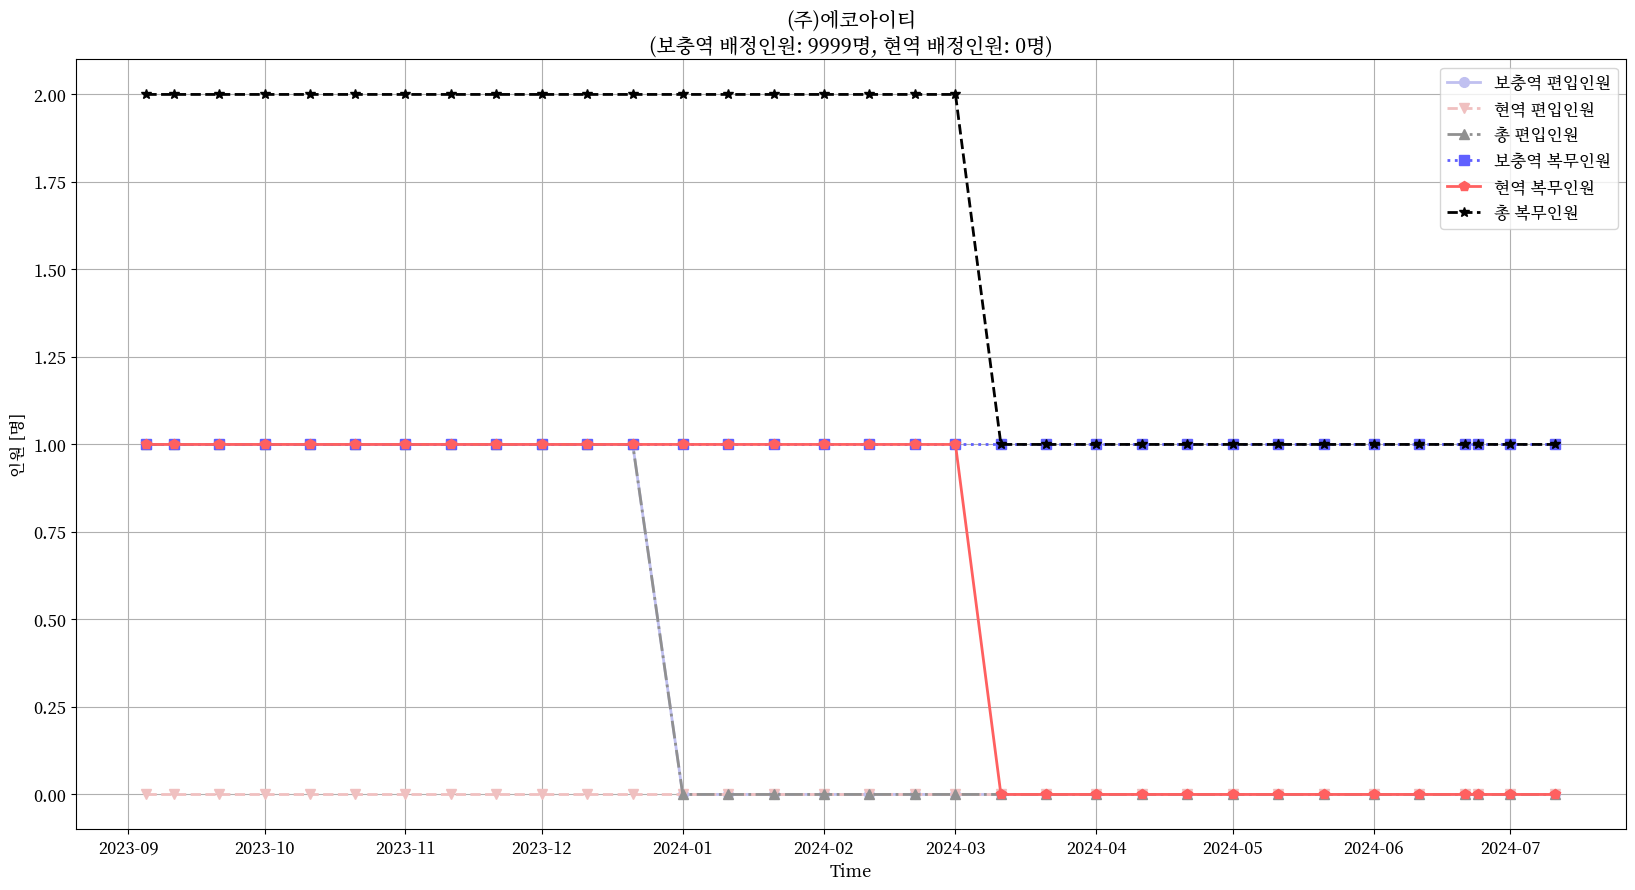 (주)에코아이티
(보충역 배정인원: 9999명, 현역 배정인원: 0명)
보충역 편입인원
현역 편입인원
총 편입인원
보충역 복무인원
현역 복무인원
총 복무인원
인원 [명]
2.00
1.75
1.50
1.25
1.00
0.75
0.50
0.25
0.00
2023-09 2023-10 2023-11 2023-12 2024-01 2024-02 2024-03 2024-04 2024-05 2024-06 2024-07
Time